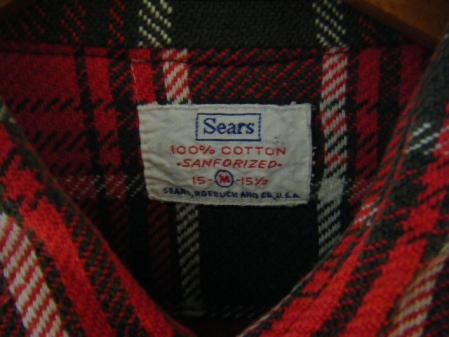 Sears
100% COTTON
-SANFORIZED-
15-M-15½
SEARS, ROEBUCK AND CO. U.S.A.